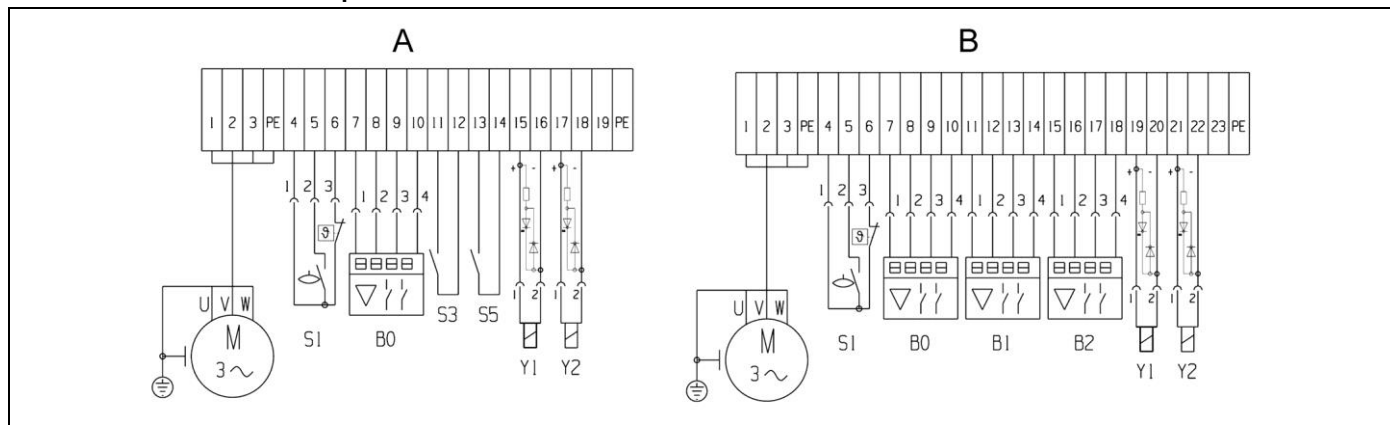 A B
1 2 3 PE 4 5 6 7 8 9 10 11 12 13 14 15 16 17 18 19 PE
1 2 3 PE 4 5 6 7 8 9 10 11 12 13 14 15 16 17 18 19 20 21 22 23 PE
+ - + -
+ - + -
1 2 3 1 2 3 4
1 2 3 1 2 3 4 1 2 3 4 1 2 3 4
ϑ
ϑ
1 2 1 2
1 2 1 2
U V W
M
3 ~
S1 B0 S3 S5 Y1 Y2
U V W
M
3 ~
S1 B0 B1 B2 Y1 Y2